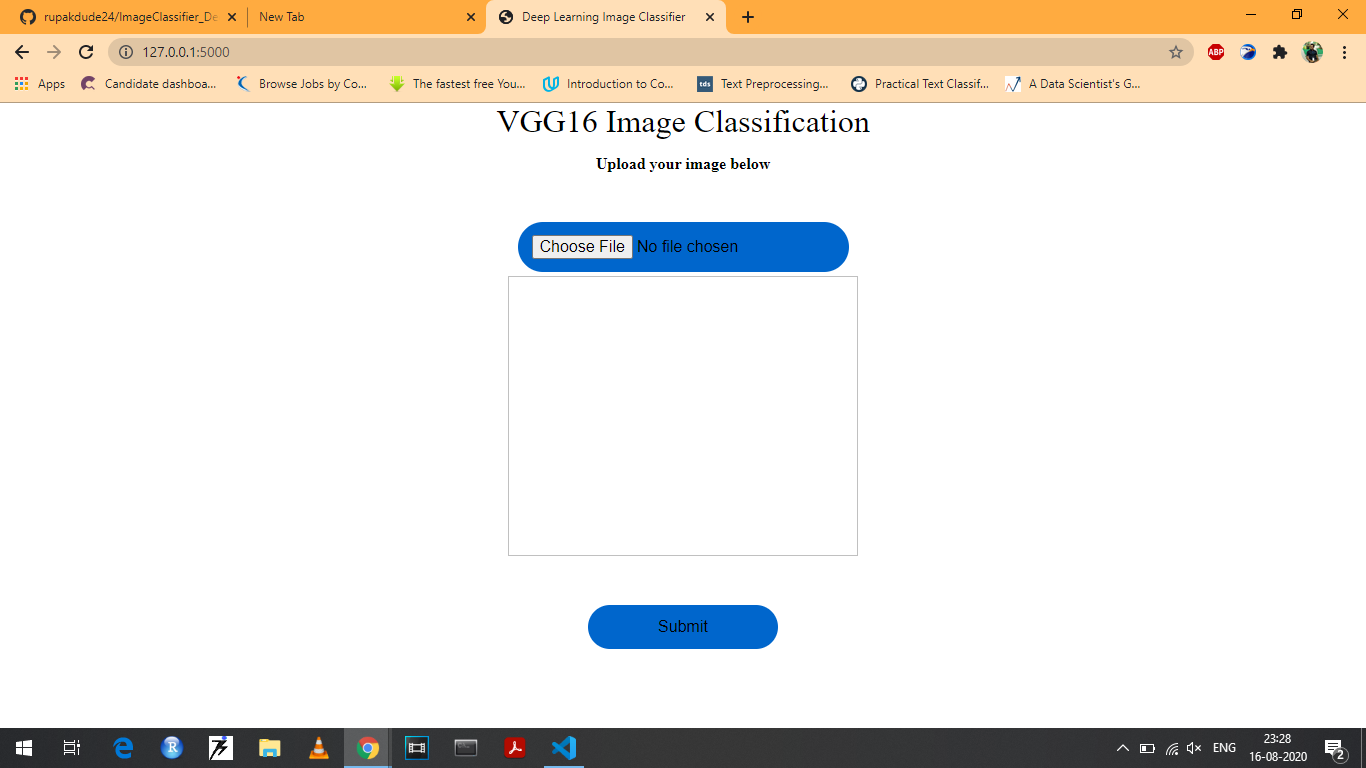 rupakdude24/ImageClassifier_De
New Tab
Deep Learning Image Classifier
127.0.0.1:5000
ABP
Apps
Candidate dashboa...
Browse Jobs by Co...
The fastest free You...
Introduction to Co...
tds
Text Preprocessing...
Practical Text Classif...
A Data Scientist's G...
VGG16 Image Classification
Upload your image below
Choose File No file chosen
Submit
R
ENG
23:28
16-08-2020
2